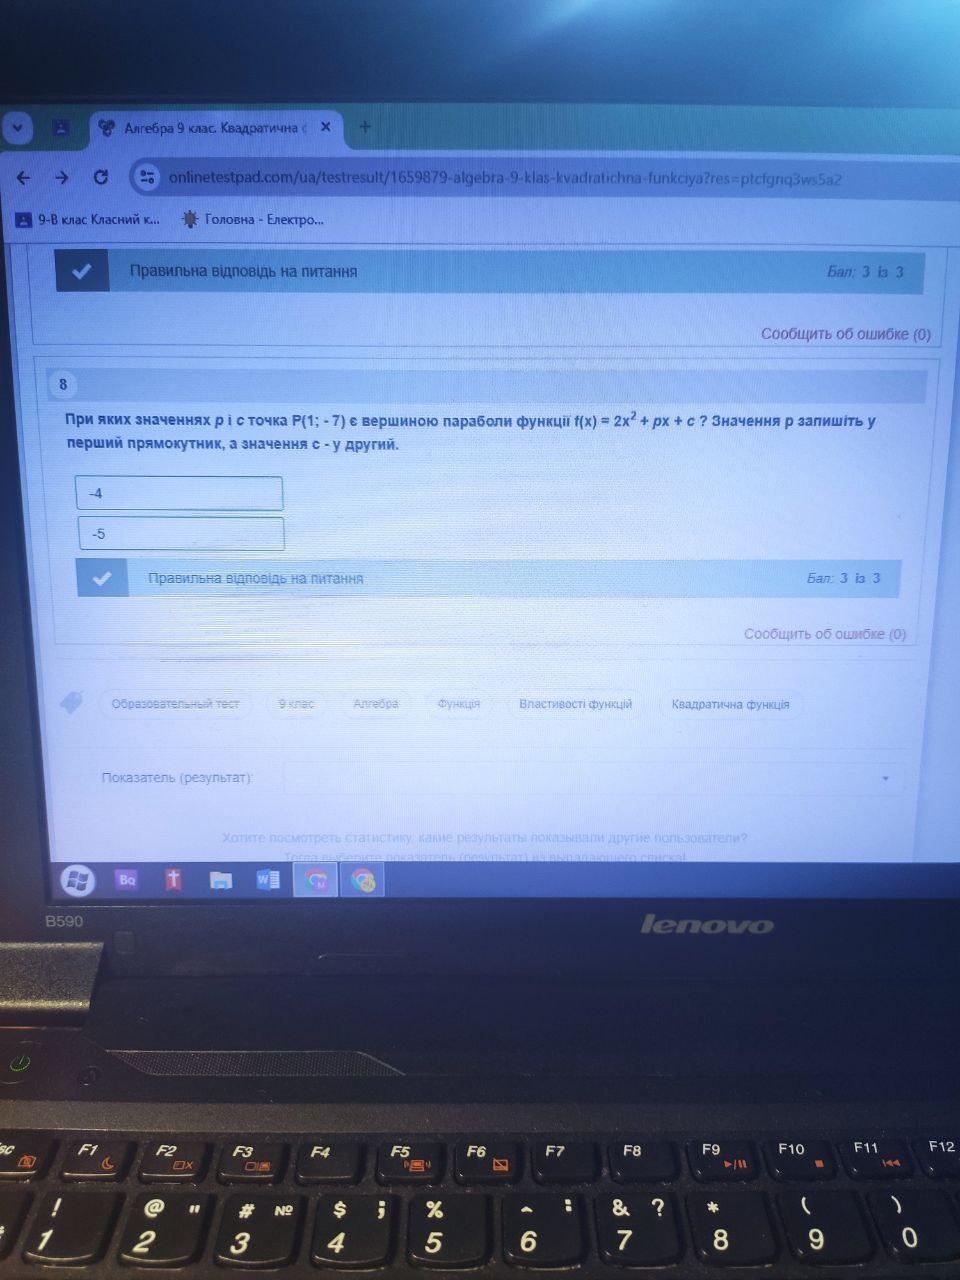 Алгебра 9 клас. Квадратична
onlinetestpad.com/ua/testresult/1659879-algebra-9-klas-kvadratichna-funkciya?res=ptcfgnq3ws5a2
9-В клас Класний к... Головна - Електро...
Правильна відповідь на питання Бал: 3 із 3
Сообщить об ошибке (0)
8
При яких значеннях p і c точка P(1; - 7) є вершиною параболи функції f(x) = 2x² + px + c ? Значення p запишіть у
перший прямокутник, а значення c - у другий.
-4
-5
Правильна відповідь на питання Бал: 3 із 3
Сообщить об ошибке (0)
Образовательный тест 9 клас Алгебра Функція Властивості функцій Квадратична функція
Показатель (результат):
Хотите посмотреть статистику, какие результаты показывали другие пользователи?
Тогда выберите показатель (результат) из выпадающего списка!
Bq W
B590 lenovo
F1 F2 F3 F4 F5 F6 F7 F8 F9 F10 F11 F12
! @ " # № $ ; % ^ : & ? * ( )
1 2 3 4 5 6 7 8 9 0